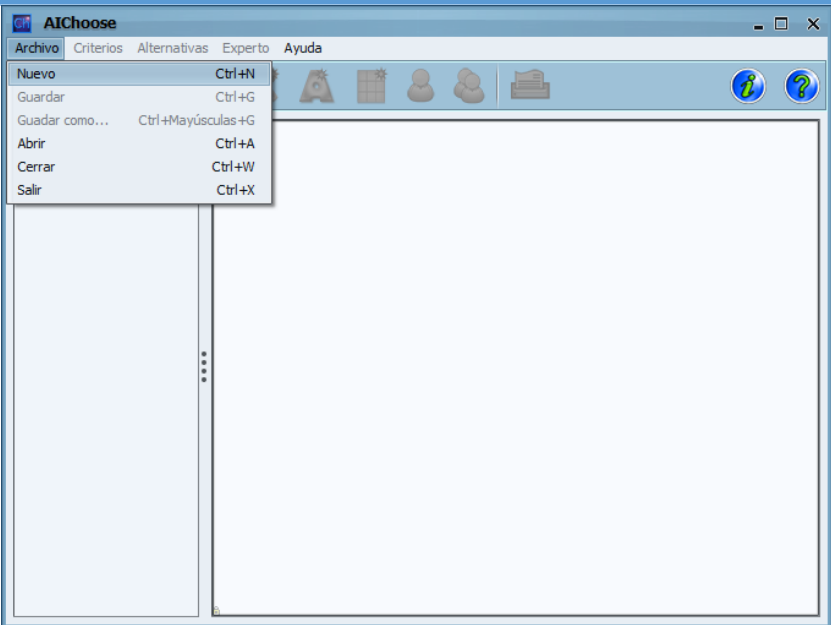 AIChoose
Archivo Criterios Alternativas Experto Ayuda
Nuevo Ctrl+N
Guardar Ctrl+G
Guadar como... Ctrl+Mayúsculas+G
Abrir Ctrl+A
Cerrar Ctrl+W
Salir Ctrl+X